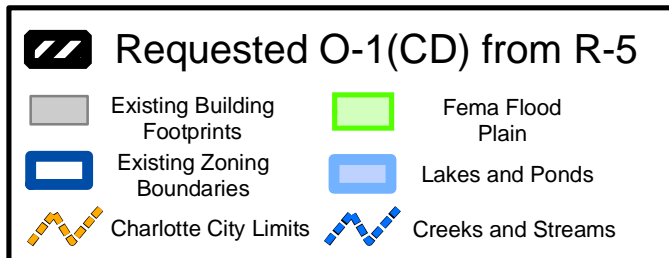 Requested O-1(CD) from R-5
Existing Building
Footprints
Fema Flood
Plain
Existing Zoning
Boundaries
Lakes and Ponds
Charlotte City Limits
Creeks and Streams